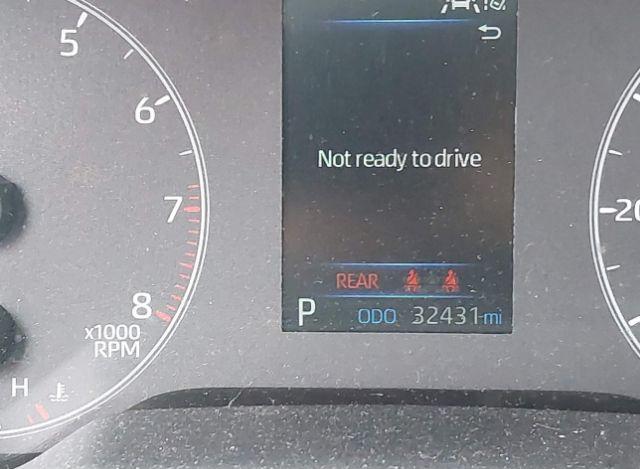 5
6
7
8
x1000
RPM
H
Not ready to drive
REAR
P ODO 32431 mi
20